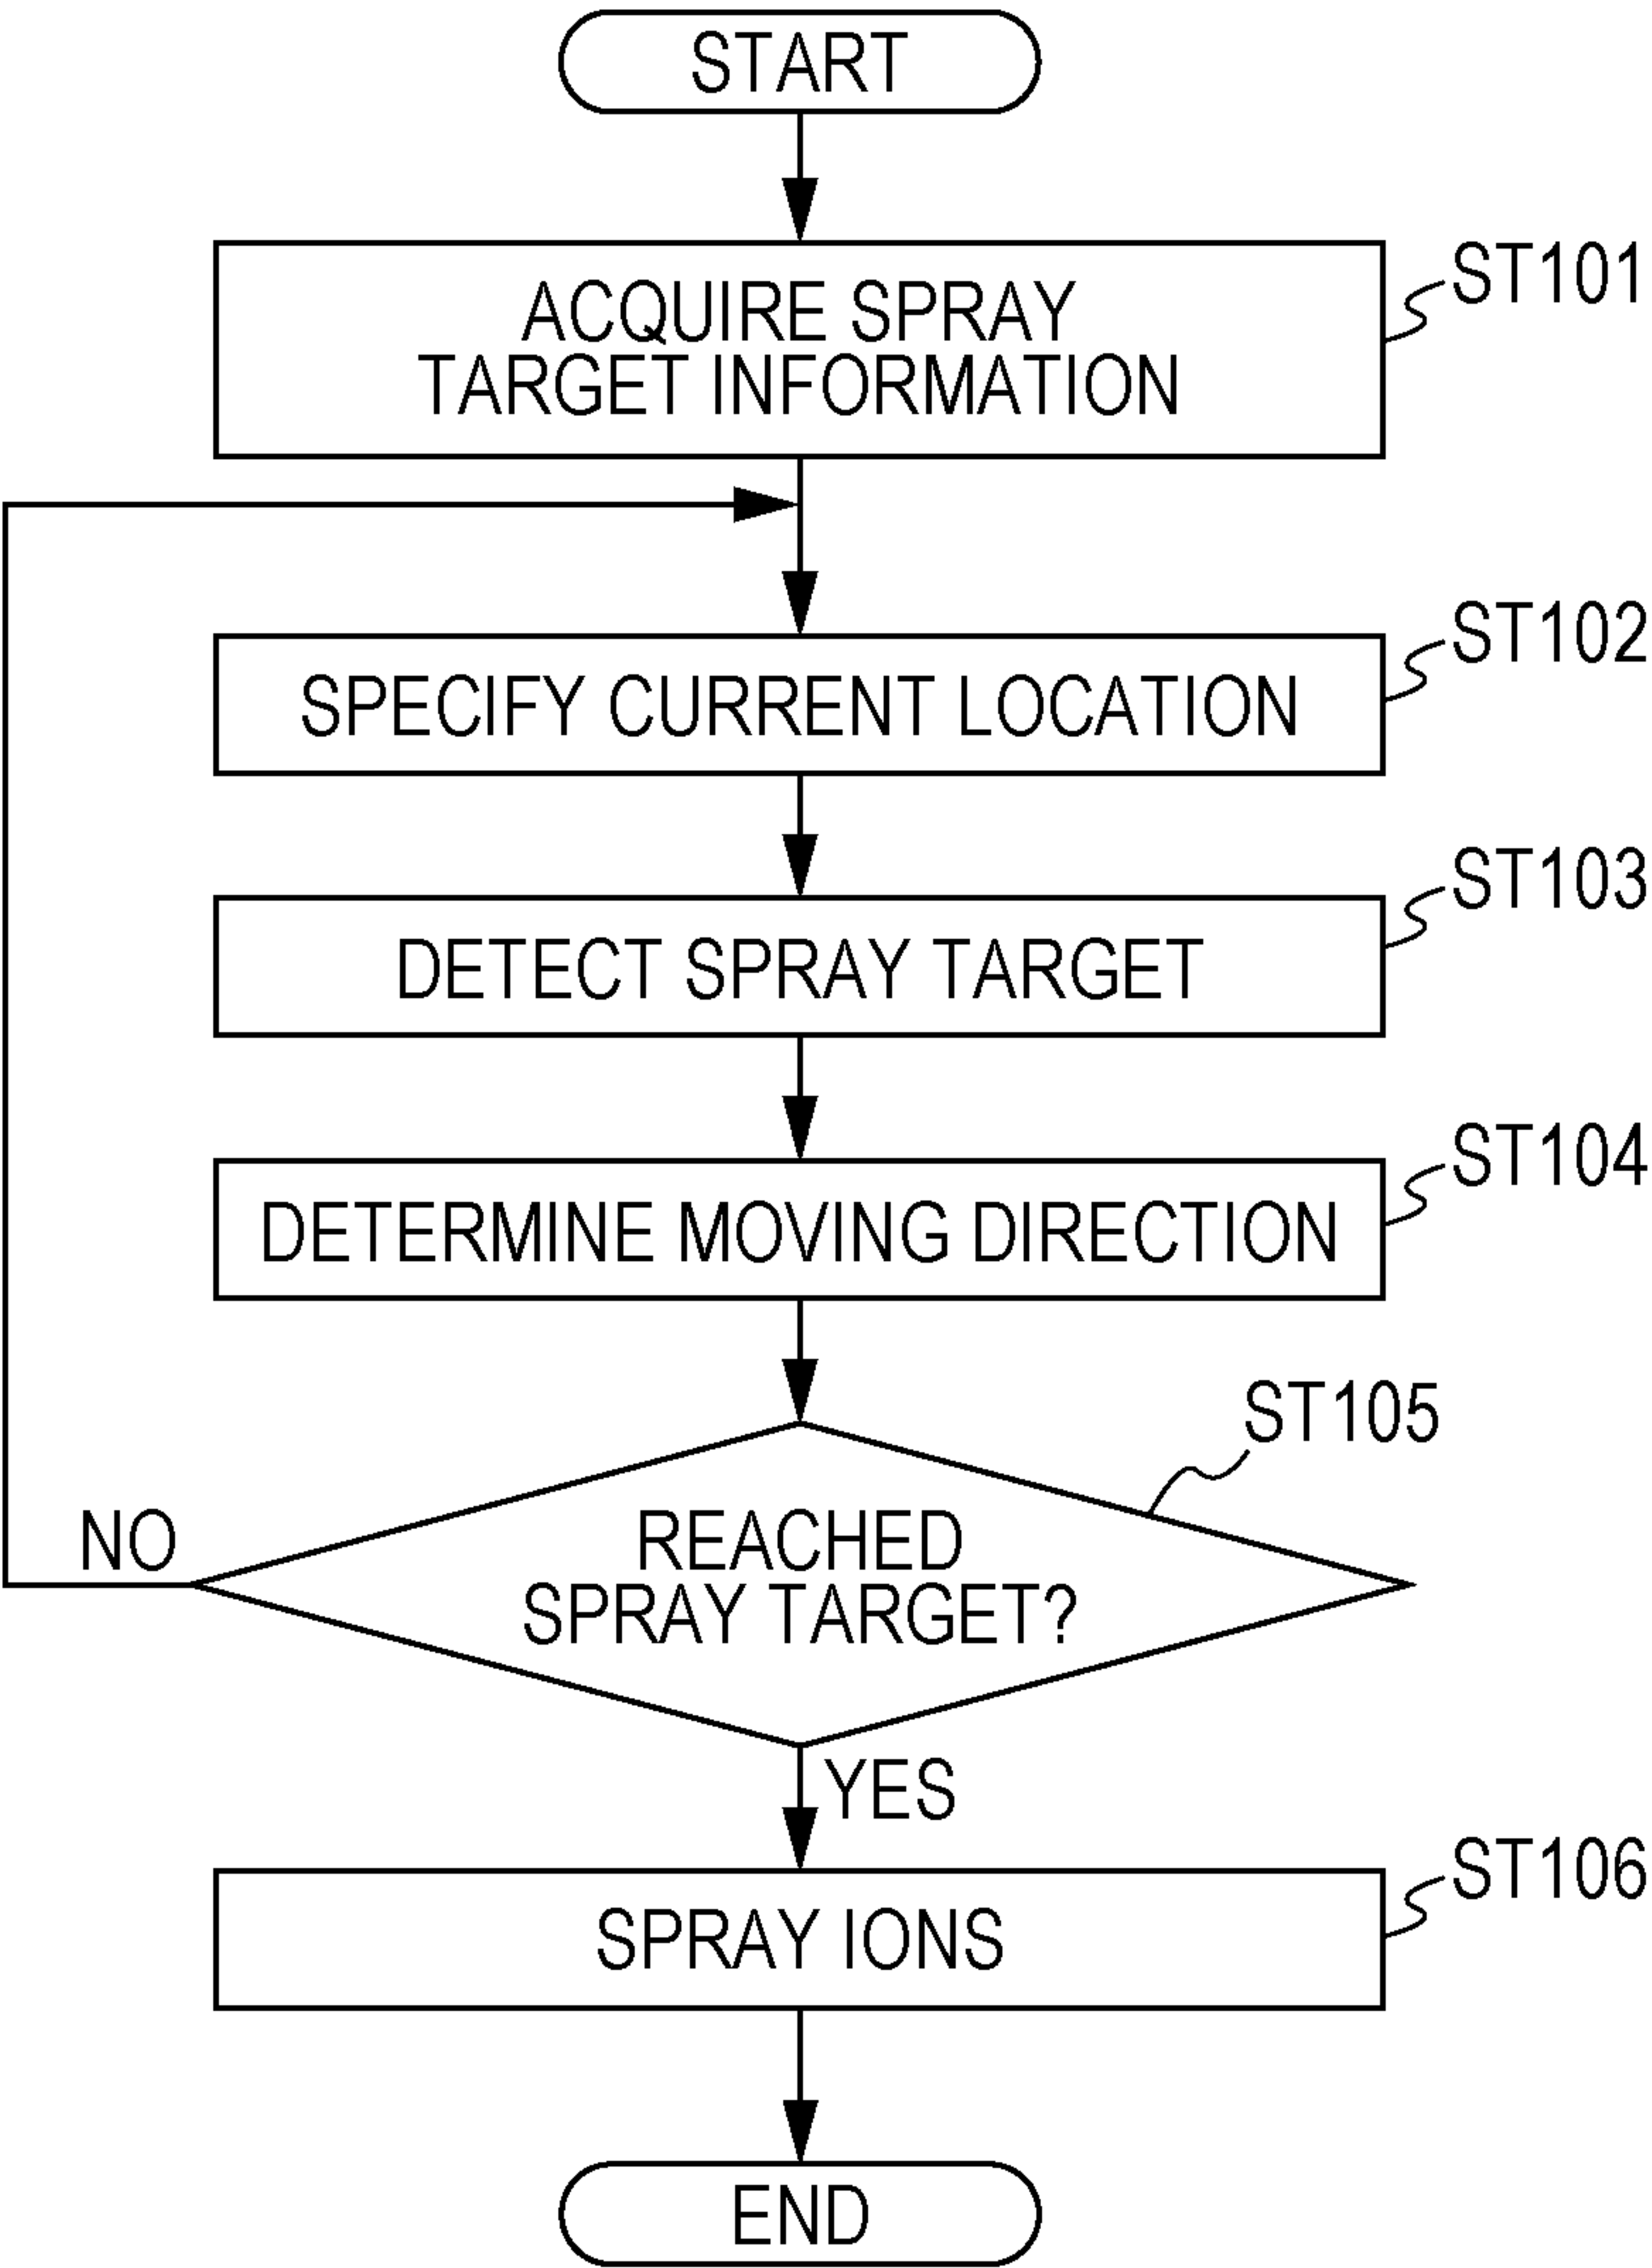 START
ACQUIRE SPRAY
TARGET INFORMATION
ST101
SPECIFY CURRENT LOCATION
ST102
DETECT SPRAY TARGET
ST103
DETERMINE MOVING DIRECTION
ST104
REACHED
SPRAY TARGET?
ST105
NO
YES
SPRAY IONS
ST106
END